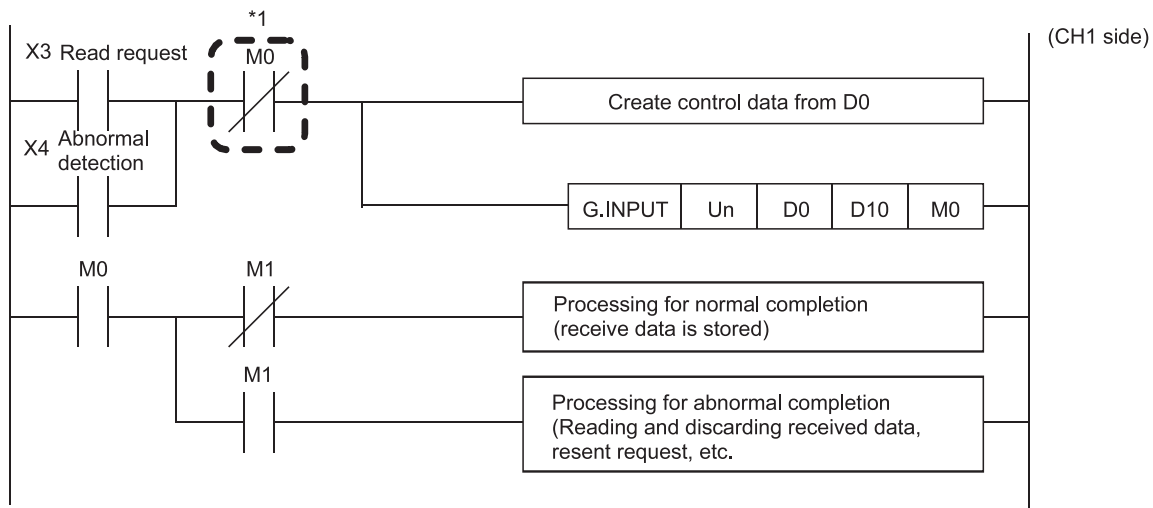 *1
(CH1 side)
X3 Read request
M0
Create control data from D0
X4 Abnormal
detection
G.INPUT Un D0 D10 M0
M0
M1
Processing for normal completion
(receive data is stored)
M1
Processing for abnormal completion
(Reading and discarding received data,
resent request, etc.